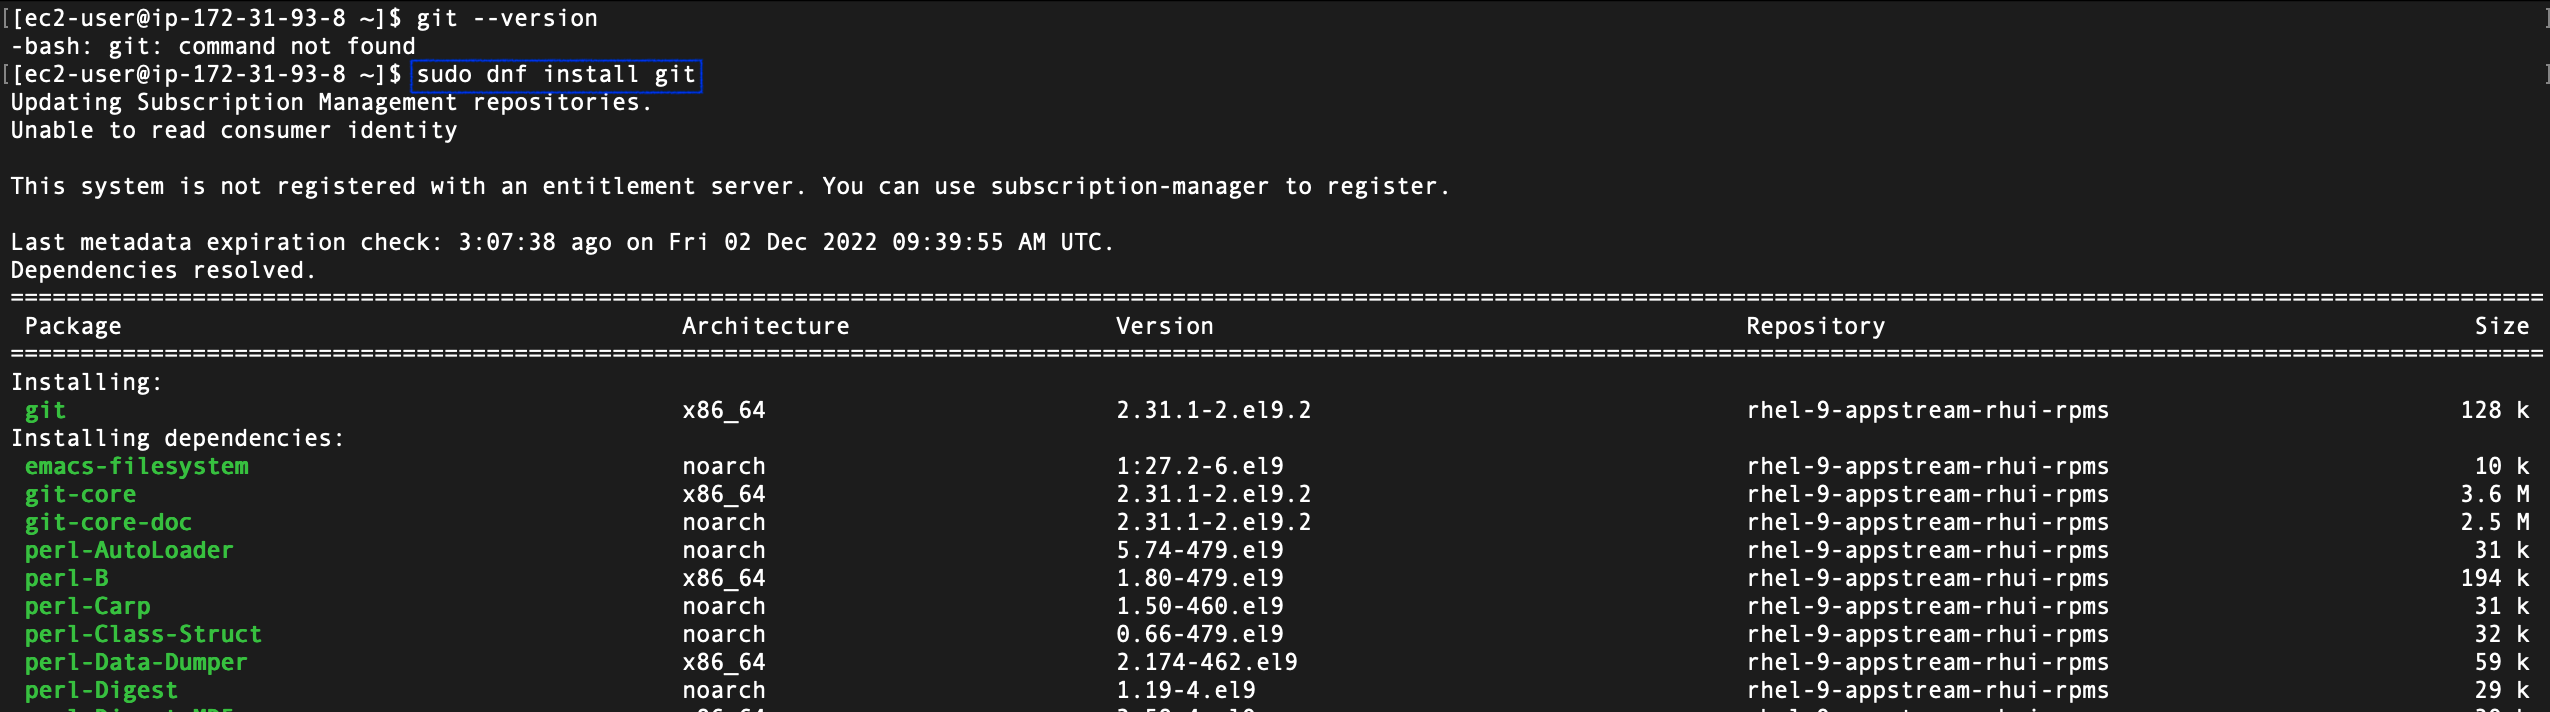 [[ec2-user@ip-172-31-93-8 ~]$ git --version ]
-bash: git: command not found
[[ec2-user@ip-172-31-93-8 ~]$ sudo dnf install git ]
Updating Subscription Management repositories.
Unable to read consumer identity
This system is not registered with an entitlement server. You can use subscription-manager to register.
Last metadata expiration check: 3:07:38 ago on Fri 02 Dec 2022 09:39:55 AM UTC.
Dependencies resolved.
Package Architecture Version Repository Size
Installing:
git x86_64 2.31.1-2.el9.2 rhel-9-appstream-rhui-rpms 128 k
Installing dependencies:
emacs-filesystem noarch 1:27.2-6.el9 rhel-9-appstream-rhui-rpms 10 k
git-core x86_64 2.31.1-2.el9.2 rhel-9-appstream-rhui-rpms 3.6 M
git-core-doc noarch 2.31.1-2.el9.2 rhel-9-appstream-rhui-rpms 2.5 M
perl-AutoLoader noarch 5.74-479.el9 rhel-9-appstream-rhui-rpms 31 k
perl-B x86_64 1.80-479.el9 rhel-9-appstream-rhui-rpms 194 k
perl-Carp noarch 1.50-460.el9 rhel-9-appstream-rhui-rpms 31 k
perl-Class-Struct noarch 0.66-479.el9 rhel-9-appstream-rhui-rpms 32 k
perl-Data-Dumper x86_64 2.174-462.el9 rhel-9-appstream-rhui-rpms 59 k
perl-Digest noarch 1.19-4.el9 rhel-9-appstream-rhui-rpms 29 k